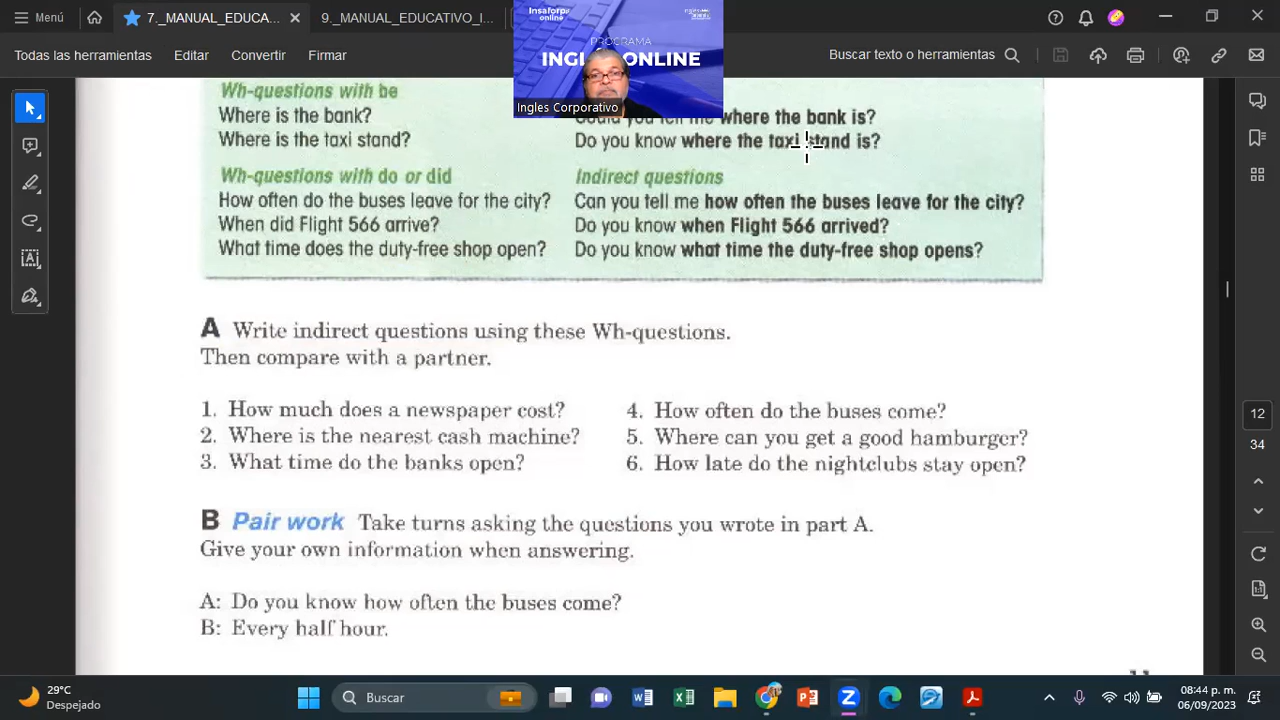 7._MANUAL_EDUCA...
9._MANUAL_EDUCATIVO_I...
Insaforp
online
PROGRAMA
INGL ONLINE
Ingles Corporativo
Menú
Todas las herramientas
Editar
Convertir
Firmar
Buscar texto o herramientas
Wh-questions with be
Where is the bank?
Where is the taxi stand?
Could you tell me where the bank is?
Do you know where the taxi stand is?
Wh-questions with do or did
How often do the buses leave for the city?
When did Flight 566 arrive?
What time does the duty-free shop open?
Indirect questions
Can you tell me how often the buses leave for the city?
Do you know when Flight 566 arrived?
Do you know what time the duty-free shop opens?
A Write indirect questions using these Wh-questions.
Then compare with a partner.
1. How much does a newspaper cost?
2. Where is the nearest cash machine?
3. What time do the banks open?
4. How often do the buses come?
5. Where can you get a good hamburger?
6. How late do the nightclubs stay open?
B Pair work Take turns asking the questions you wrote in part A.
Give your own information when answering.
A: Do you know how often the buses come?
B: Every half hour.
12
34
29°C
Despejado
Buscar
08:44 p. m.
06/09/2023